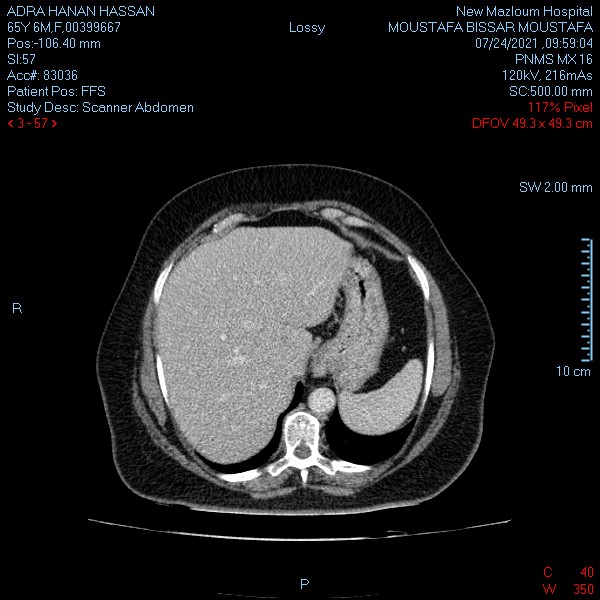 ADRA HANAN HASSAN
65Y 6M,F,00399667
Pos:-106.40 mm
SI:57
Acc#: 83036
Patient Pos: FFS
Study Desc: Scanner Abdomen
< 3 - 57 >
Lossy
New Mazloum Hospital
MOUSTAFA BISSAR MOUSTAFA
07/24/2021 ,09:59:04
PNMS MX 16
120kV, 216mAs
SC:500.00 mm
117% Pixel
DFOV 49.3 x 49.3 cm
SW 2.00 mm
R
10 cm
P
C 40
W 350